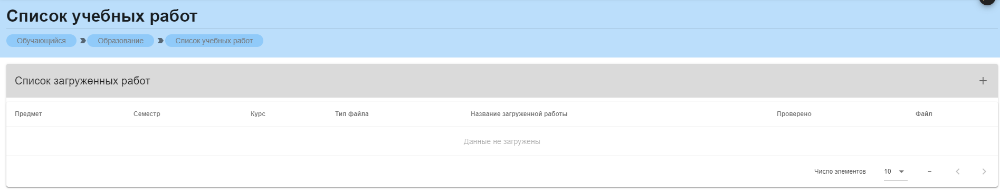 Список учебных работ
Обучающийся Образование Список учебных работ
Список загруженных работ
Предмет Семестр Курс Тип файла Название загруженной работы Проверено Файл
Данные не загружены
Число элементов 10 –